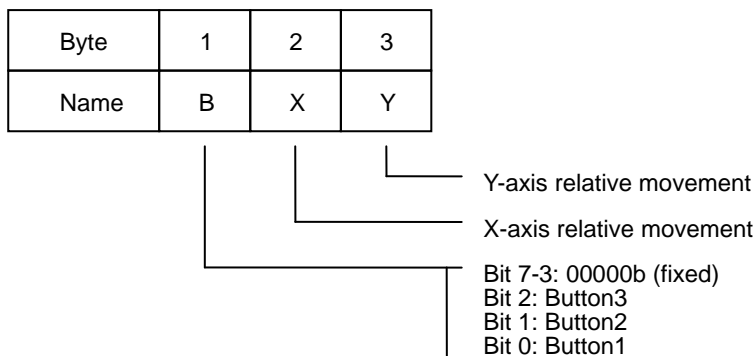 Byte 1 2 3
Name B X Y
Y-axis relative movement
X-axis relative movement
Bit 7-3: 00000b (fixed)
Bit 2: Button3
Bit 1: Button2
Bit 0: Button1